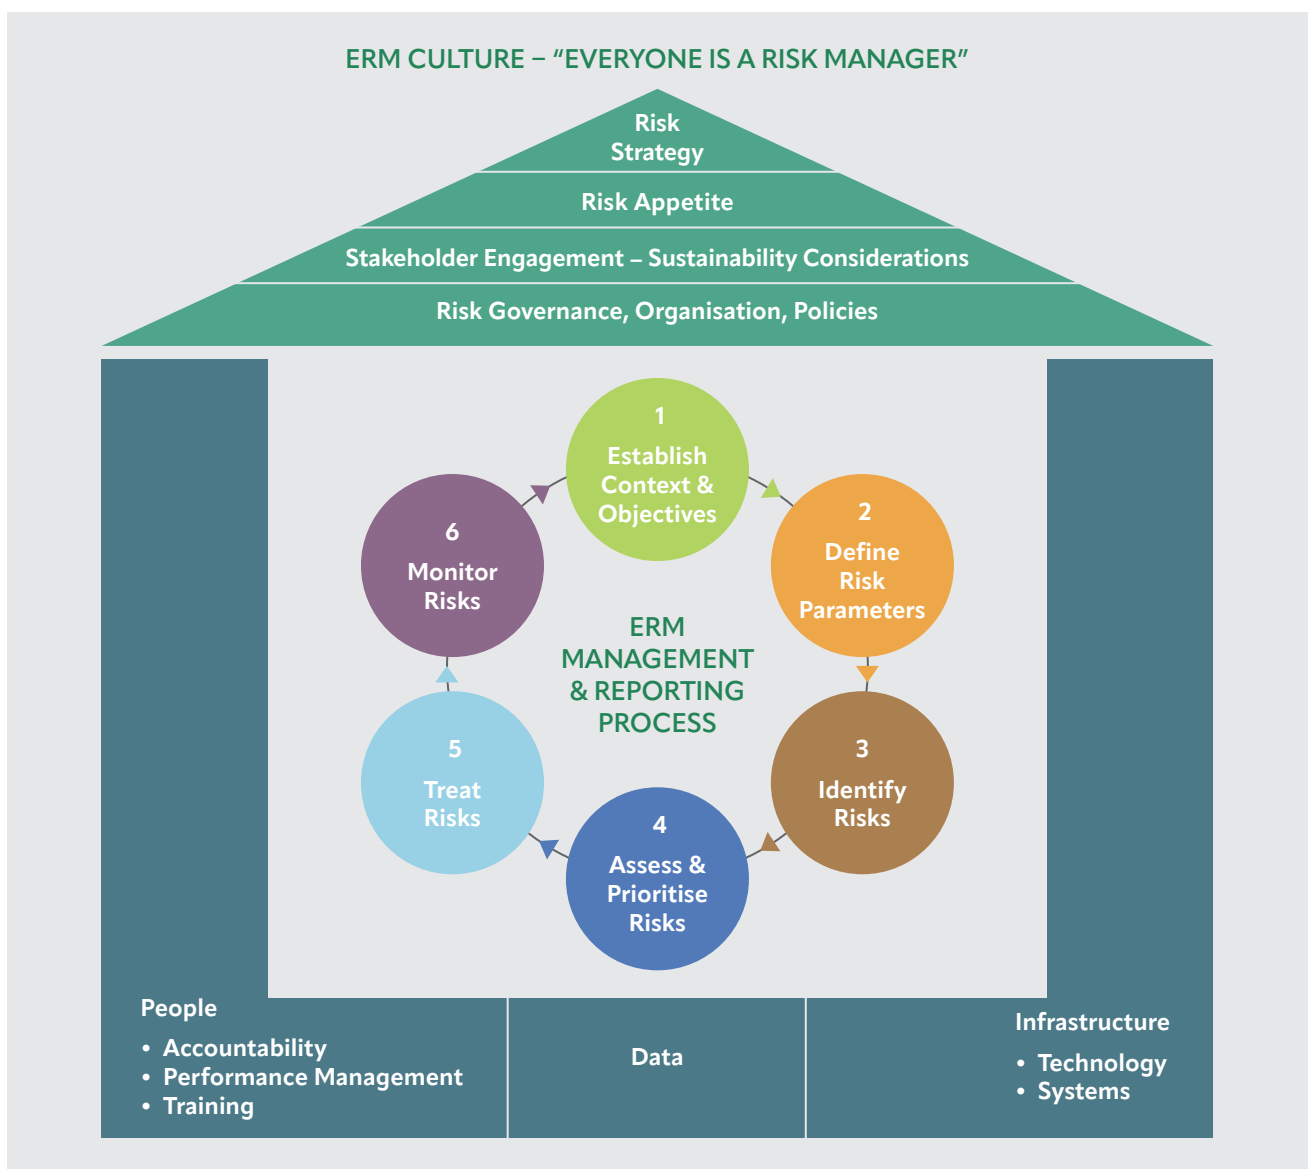 ERM CULTURE – “EVERYONE IS A RISK MANAGER”
Risk
Strategy
Risk Appetite
Stakeholder Engagement – Sustainability Considerations
Risk Governance, Organisation, Policies
1
Establish
Context &
Objectives
2
Define
Risk
Parameters
3
Identify
Risks
4
Assess &
Prioritise
Risks
5
Treat
Risks
6
Monitor
Risks
ERM
MANAGEMENT
& REPORTING
PROCESS
People
• Accountability
• Performance Management
• Training
Data
Infrastructure
• Technology
• Systems